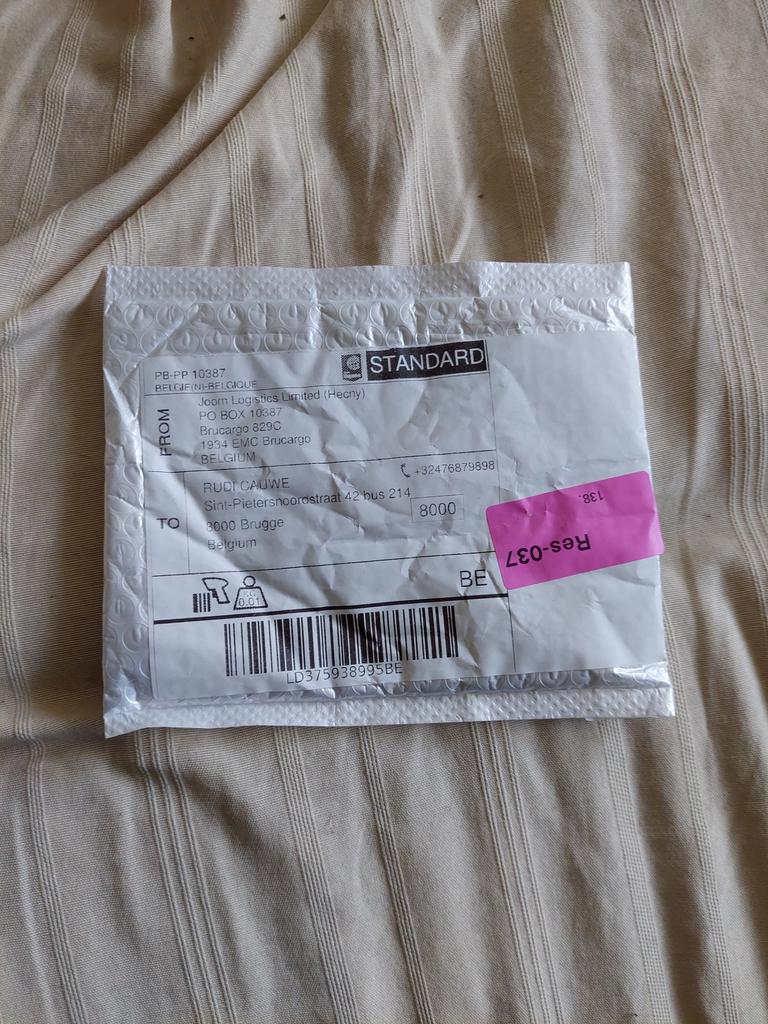 PB-PP 10387
BELGIE(N)-BELGIQUE
STANDARD
FROM
Joom Logistics Limited (Hecny)
PO BOX 10387
Brucargo 829C
1934 EMC Brucargo
BELGIUM
TO
RUDI CAUWE
+32476879898
Sint-Pietersnoordstraat 42 bus 214
8000 Brugge
8000
Belgium
Res-037
138.
BE
KG
0.01
LD375938995BE